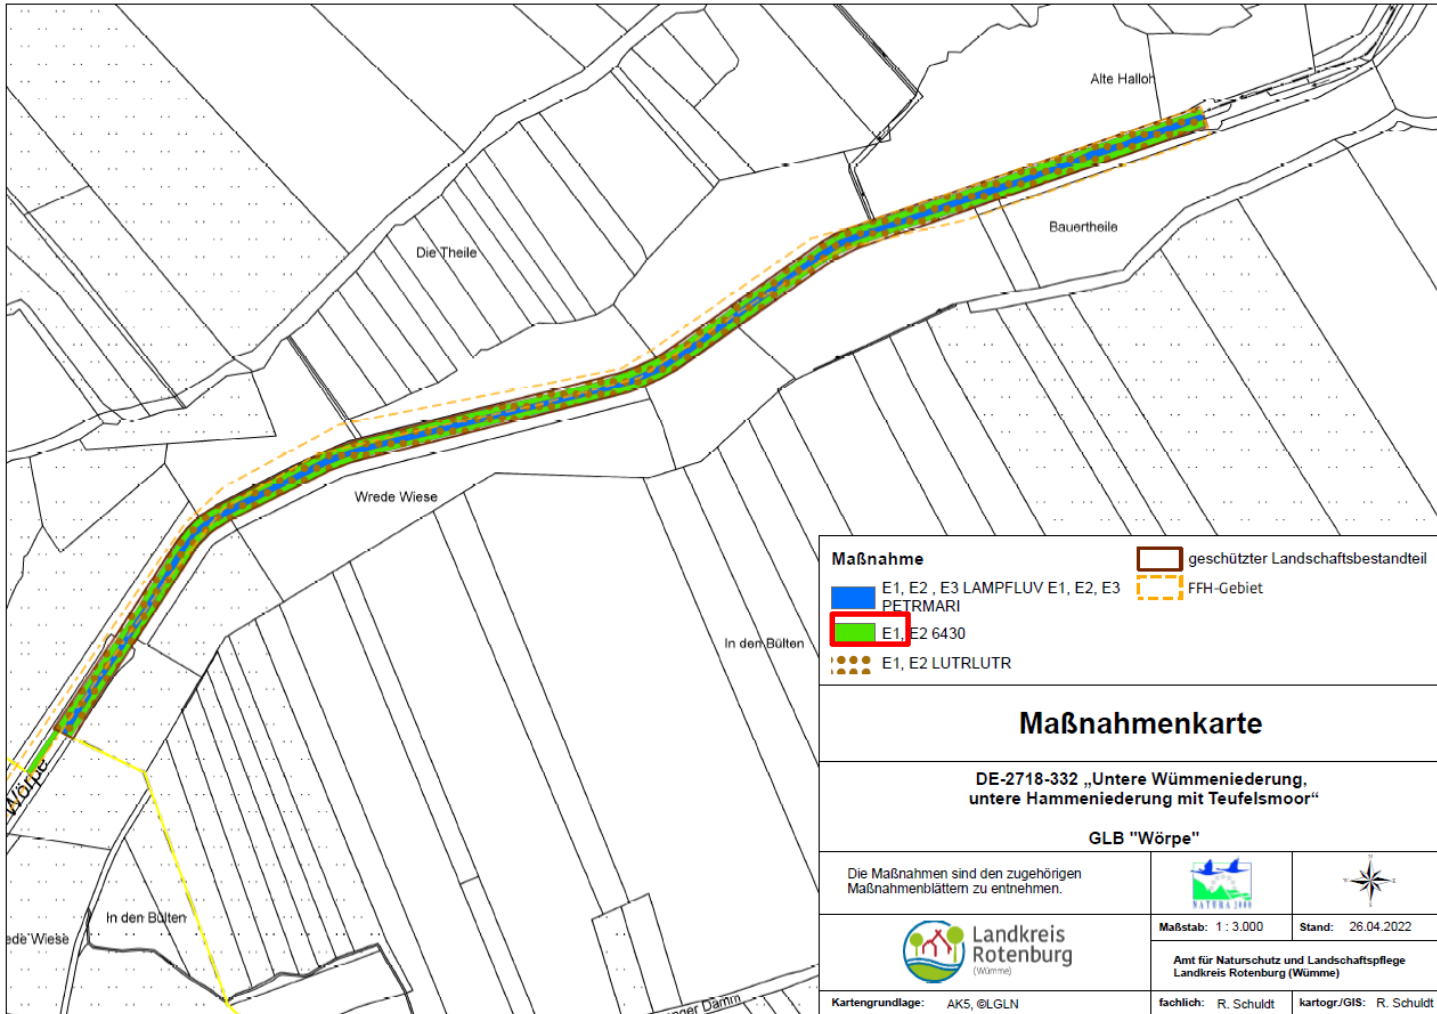 Alte Halloh
Bauertheile
Die Theile
Wrede Wiese
In den Bülten
Wörpe
In den Bülten
ede Wiese
nger Damm
Maßnahme
E1, E2 , E3 LAMPFLUV E1, E2, E3
PETRMARI
E1, E2 6430
E1, E2 LUTRLUTR
geschützter Landschaftsbestandteil
FFH-Gebiet
Maßnahmenkarte
DE-2718-332 „Untere Wümmeniederung,
untere Hammeniederung mit Teufelsmoor“
GLB "Wörpe"
Die Maßnahmen sind den zugehörigen
Maßnahmenblättern zu entnehmen.
NATURA 2000
Landkreis
Rotenburg
(Wümme)
Maßstab: 1 : 3.000
Stand: 26.04.2022
Amt für Naturschutz und Landschaftspflege
Landkreis Rotenburg (Wümme)
Kartengrundlage: AK5, ©LGLN
fachlich: R. Schuldt
kartogr./GIS: R. Schuldt